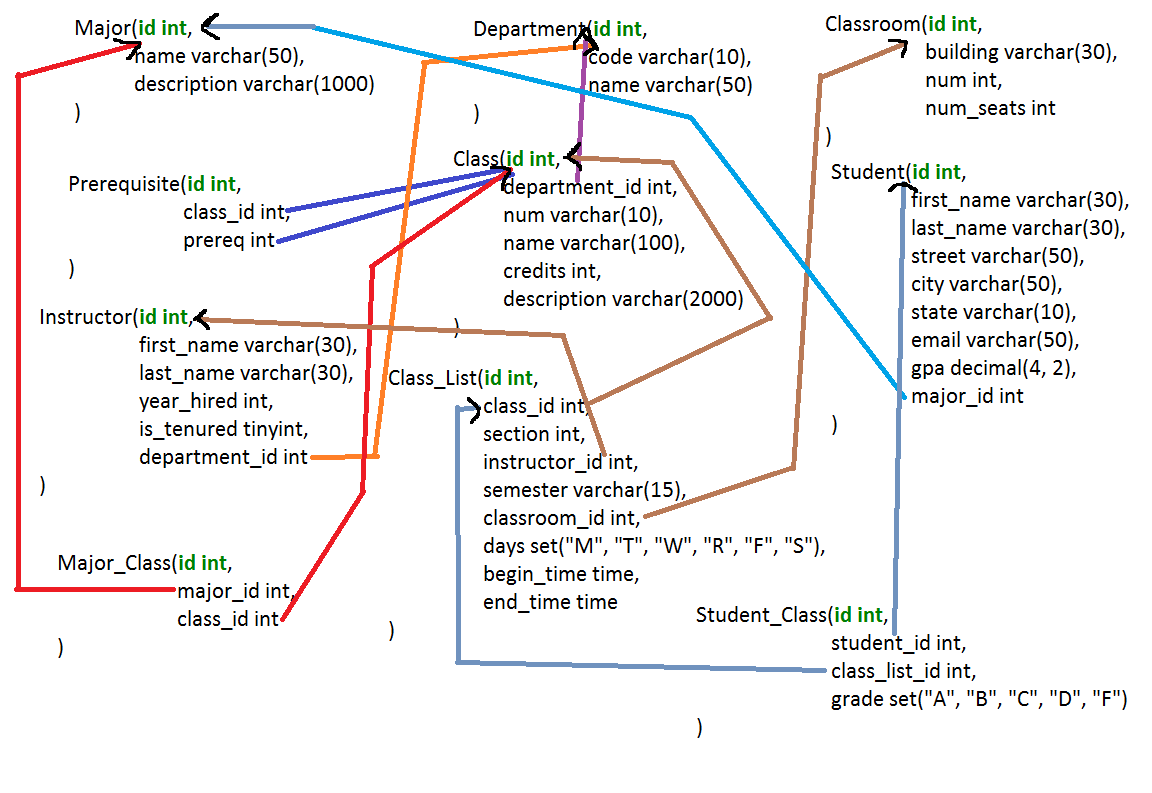 Major(id int,
name varchar(50),
description varchar(1000)
)
Department(id int,
code varchar(10),
name varchar(50)
)
Classroom(id int,
building varchar(30),
num int,
num_seats int
)
Prerequisite(id int,
class_id int,
prereq int
)
Class(id int,
department_id int,
num varchar(10),
name varchar(100),
credits int,
description varchar(2000)
)
Student(id int,
first_name varchar(30),
last_name varchar(30),
street varchar(50),
city varchar(50),
state varchar(10),
email varchar(50),
gpa decimal(4, 2),
major_id int
)
Instructor(id int,
first_name varchar(30),
last_name varchar(30),
year_hired int,
is_tenured tinyint,
department_id int
)
Class_List(id int,
class_id int,
section int,
instructor_id int,
semester varchar(15),
classroom_id int,
days set("M", "T", "W", "R", "F", "S"),
begin_time time,
end_time time
)
Major_Class(id int,
major_id int,
class_id int
)
Student_Class(id int,
student_id int,
class_list_id int,
grade set("A", "B", "C", "D", "F")
)